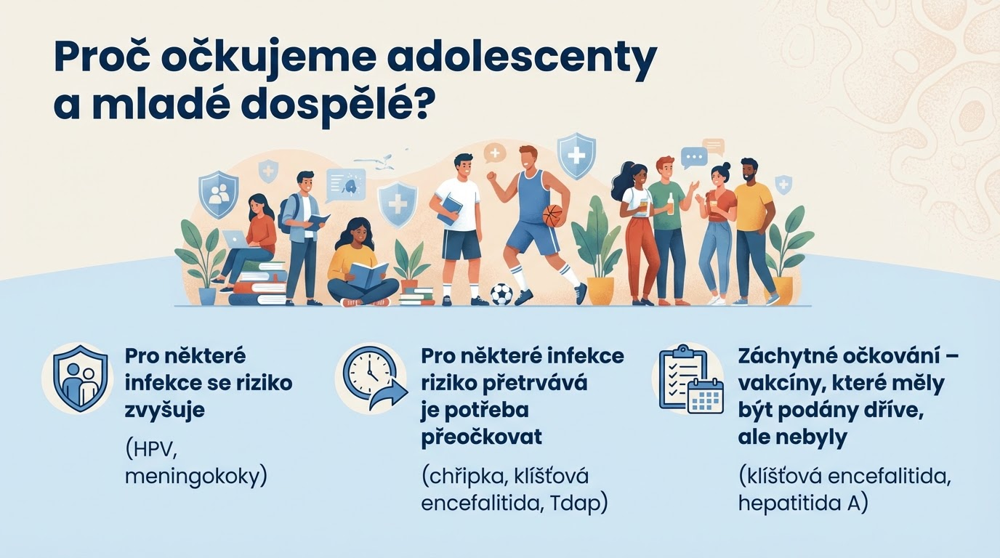 Proč očkujeme adolescenty
a mladé dospělé?
Pro některé
infekce se riziko
zvyšuje
(HPV,
meningokoky)
Pro některé infekce
riziko přetrvává
je potřeba
přeočkovat
(chřipka, klíšťová
encefalitida, Tdap)
Záchytné očkování –
vakcíny, které měly
být podány dříve,
ale nebyly
(klíšťová encefalitida,
hepatitida A)